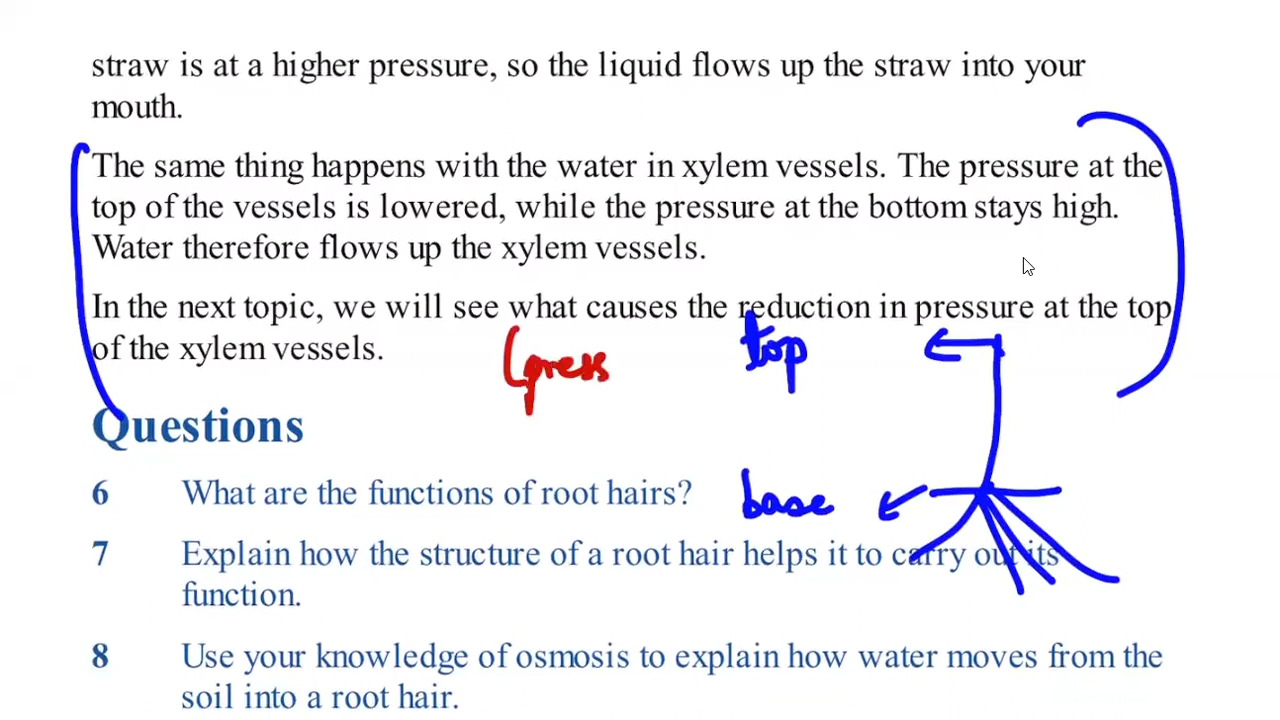 straw is at a higher pressure, so the liquid flows up the straw into your
mouth.
The same thing happens with the water in xylem vessels. The pressure at the
top of the vessels is lowered, while the pressure at the bottom stays high.
Water therefore flows up the xylem vessels.
In the next topic, we will see what causes the reduction in pressure at the top
of the xylem vessels.
(press
top
Questions
6 What are the functions of root hairs?
base
7 Explain how the structure of a root hair helps it to carry out its
function.
8 Use your knowledge of osmosis to explain how water moves from the
soil into a root hair.